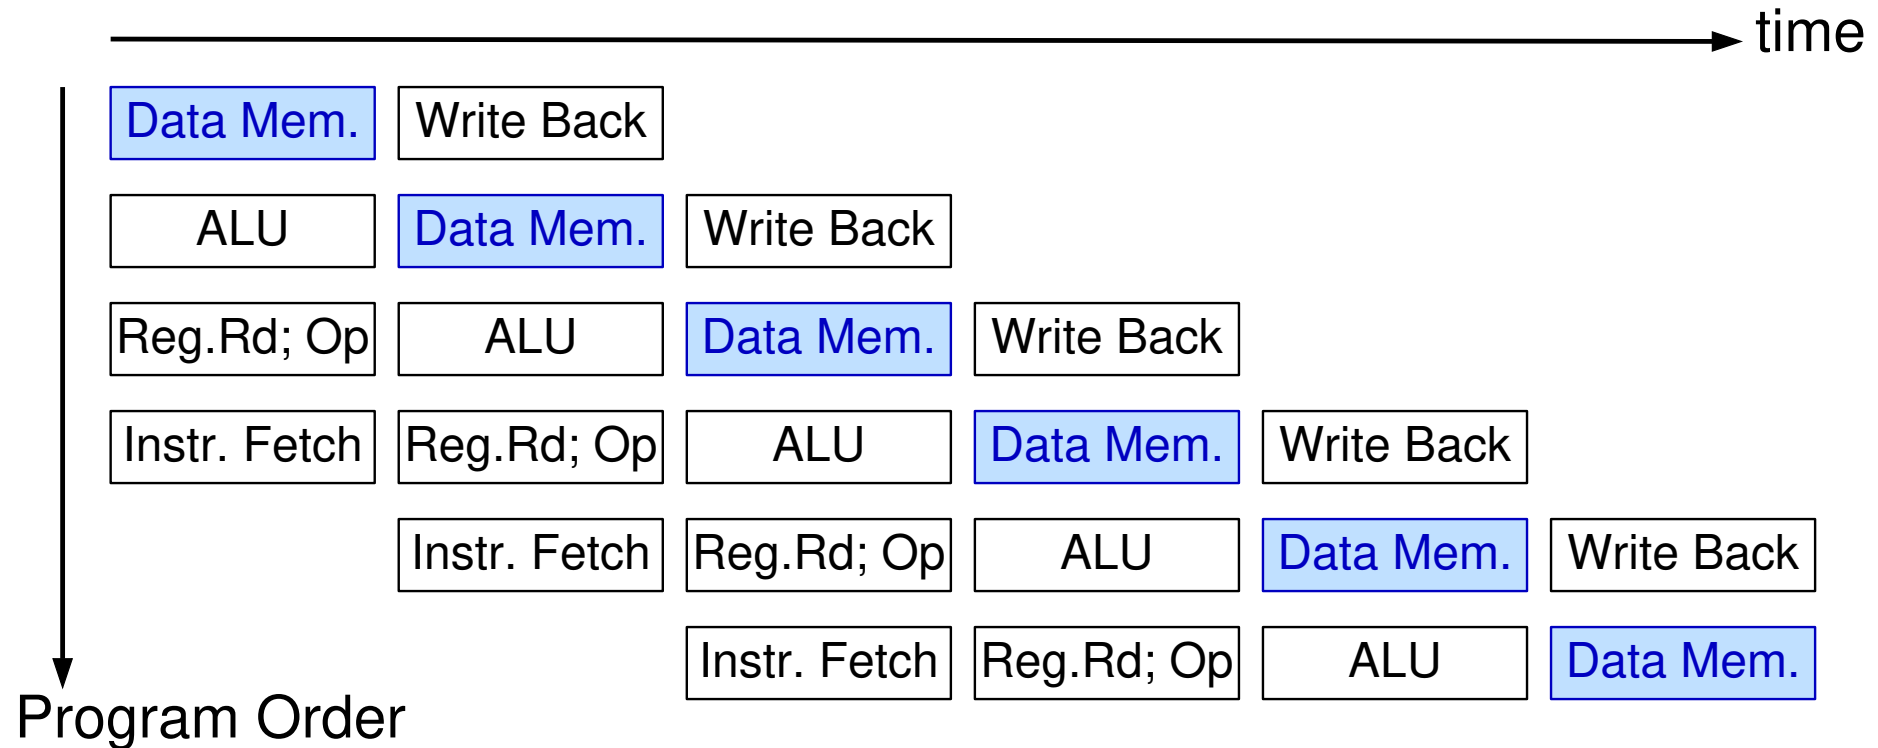 time
Data Mem. Write Back
ALU Data Mem. Write Back
Reg.Rd; Op ALU Data Mem. Write Back
Instr. Fetch Reg.Rd; Op ALU Data Mem. Write Back
Instr. Fetch Reg.Rd; Op ALU Data Mem. Write Back
Instr. Fetch Reg.Rd; Op ALU Data Mem.
Program Order